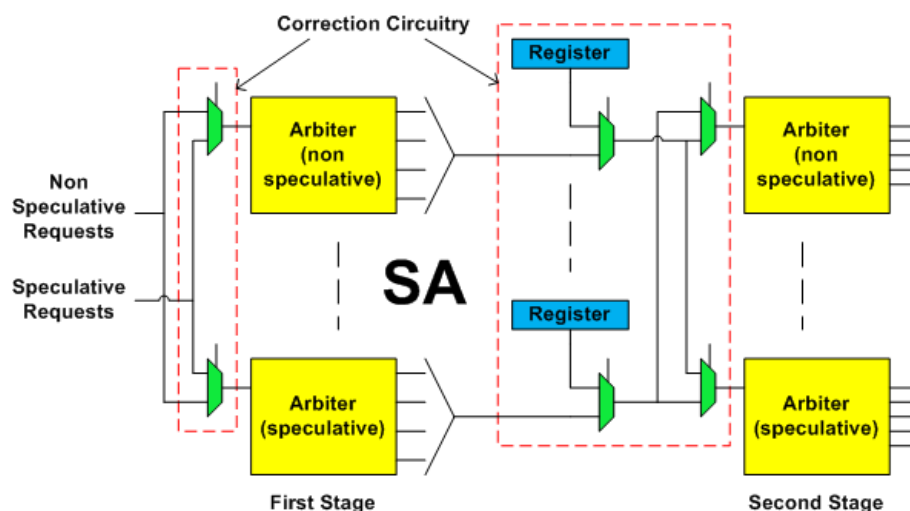 Correction Circuitry
Register
Arbiter
(non
speculative)
Arbiter
(non
speculative)
Non
Speculative
Requests
SA
Speculative
Requests
Register
Arbiter
(speculative)
Arbiter
(speculative)
First Stage
Second Stage